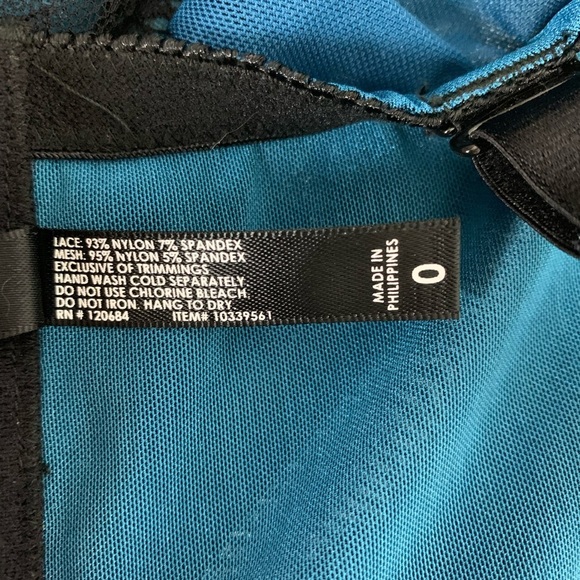 LACE: 93% NYLON 7% SPANDEX
MESH: 95% NYLON 5% SPANDEX
EXCLUSIVE OF TRIMMINGS
HAND WASH COLD SEPARATELY
DO NOT USE CHLORINE BLEACH.
DO NOT IRON. HANG TO DRY.
RN # 120684 ITEM# 10339561
MADE IN
PHILIPPINES
0